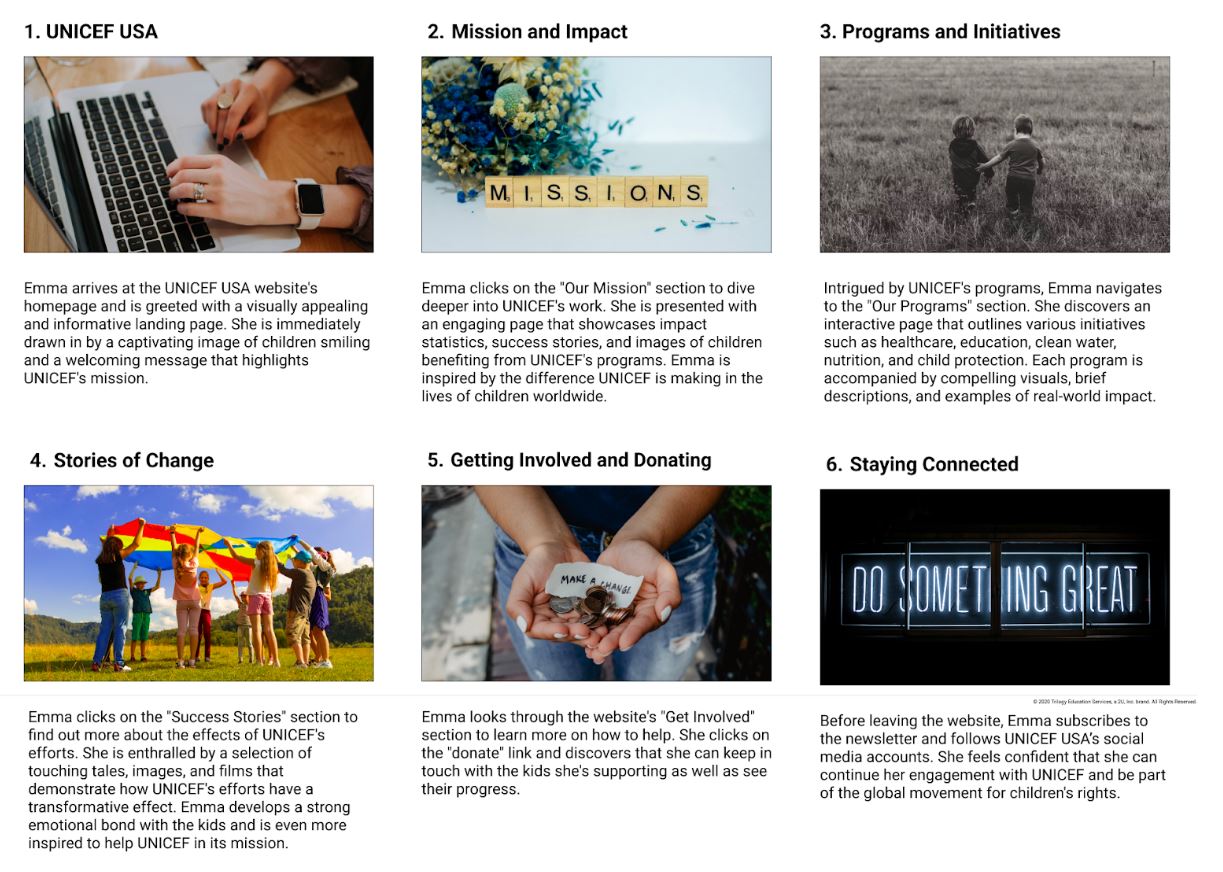 1. UNICEF USA
Emma arrives at the UNICEF USA website's
homepage and is greeted with a visually appealing
and informative landing page. She is immediately
drawn in by a captivating image of children smiling
and a welcoming message that highlights
UNICEF's mission.
2. Mission and Impact
MISSIONS
Emma clicks on the "Our Mission" section to dive
deeper into UNICEF's work. She is presented with
an engaging page that showcases impact
statistics, success stories, and images of children
benefiting from UNICEF's programs. Emma is
inspired by the difference UNICEF is making in the
lives of children worldwide.
3. Programs and Initiatives
Intrigued by UNICEF's programs, Emma navigates
to the "Our Programs" section. She discovers an
interactive page that outlines various initiatives
such as healthcare, education, clean water,
nutrition, and child protection. Each program is
accompanied by compelling visuals, brief
descriptions, and examples of real-world impact.
4. Stories of Change
Emma clicks on the "Success Stories" section to
find out more about the effects of UNICEF's
efforts. She is enthralled by a selection of
touching tales, images, and films that
demonstrate how UNICEF's efforts have a
transformative effect. Emma develops a strong
emotional bond with the kids and is even more
inspired to help UNICEF in its mission.
5. Getting Involved and Donating
MAKE A CHANGE
Emma looks through the website's "Get Involved"
section to learn more on how to help. She clicks on
the "donate" link and discovers that she can keep in
touch with the kids she's supporting as well as see
their progress.
6. Staying Connected
DO SOMETHING GREAT
© 2020 Trilogy Education Services, a 2U, Inc. brand. All Rights Reserved.
Before leaving the website, Emma subscribes to
the newsletter and follows UNICEF USA's social
media accounts. She feels confident that she can
continue her engagement with UNICEF and be part
of the global movement for children's rights.